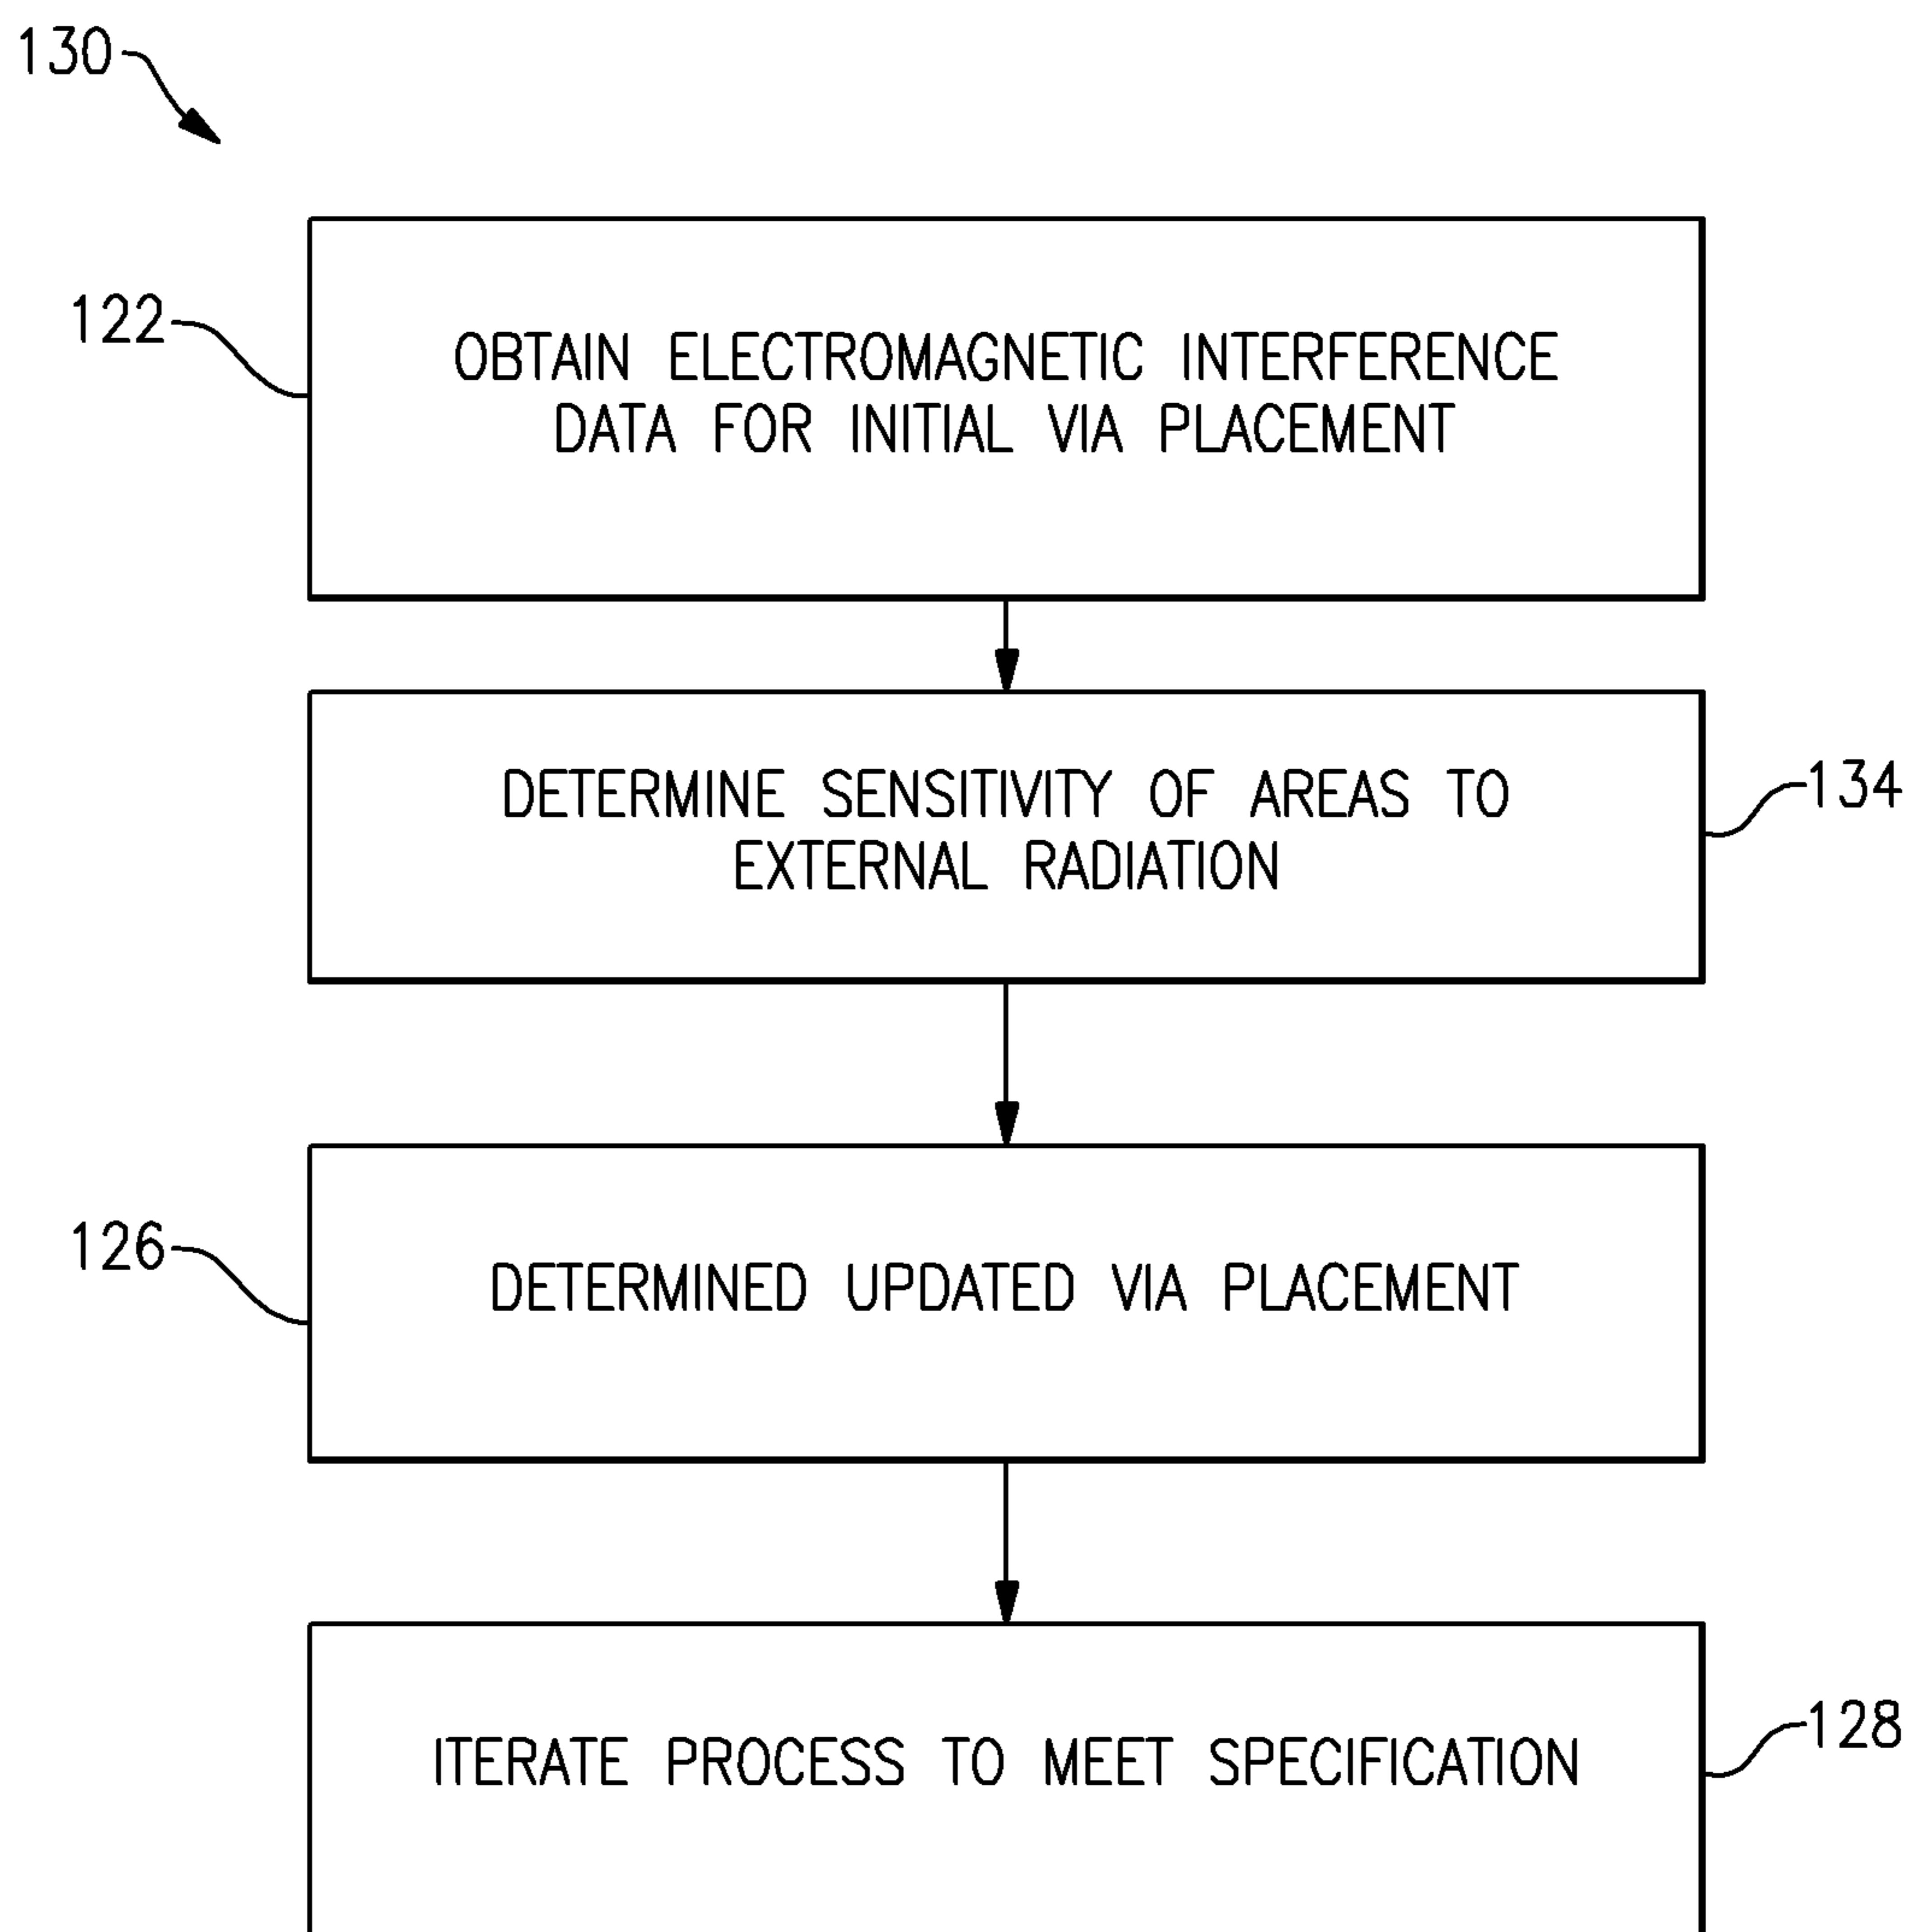 130
122
OBTAIN ELECTROMAGNETIC INTERFERENCE
DATA FOR INITIAL VIA PLACEMENT
DETERMINE SENSITIVITY OF AREAS TO
EXTERNAL RADIATION
134
126
DETERMINED UPDATED VIA PLACEMENT
ITERATE PROCESS TO MEET SPECIFICATION
128